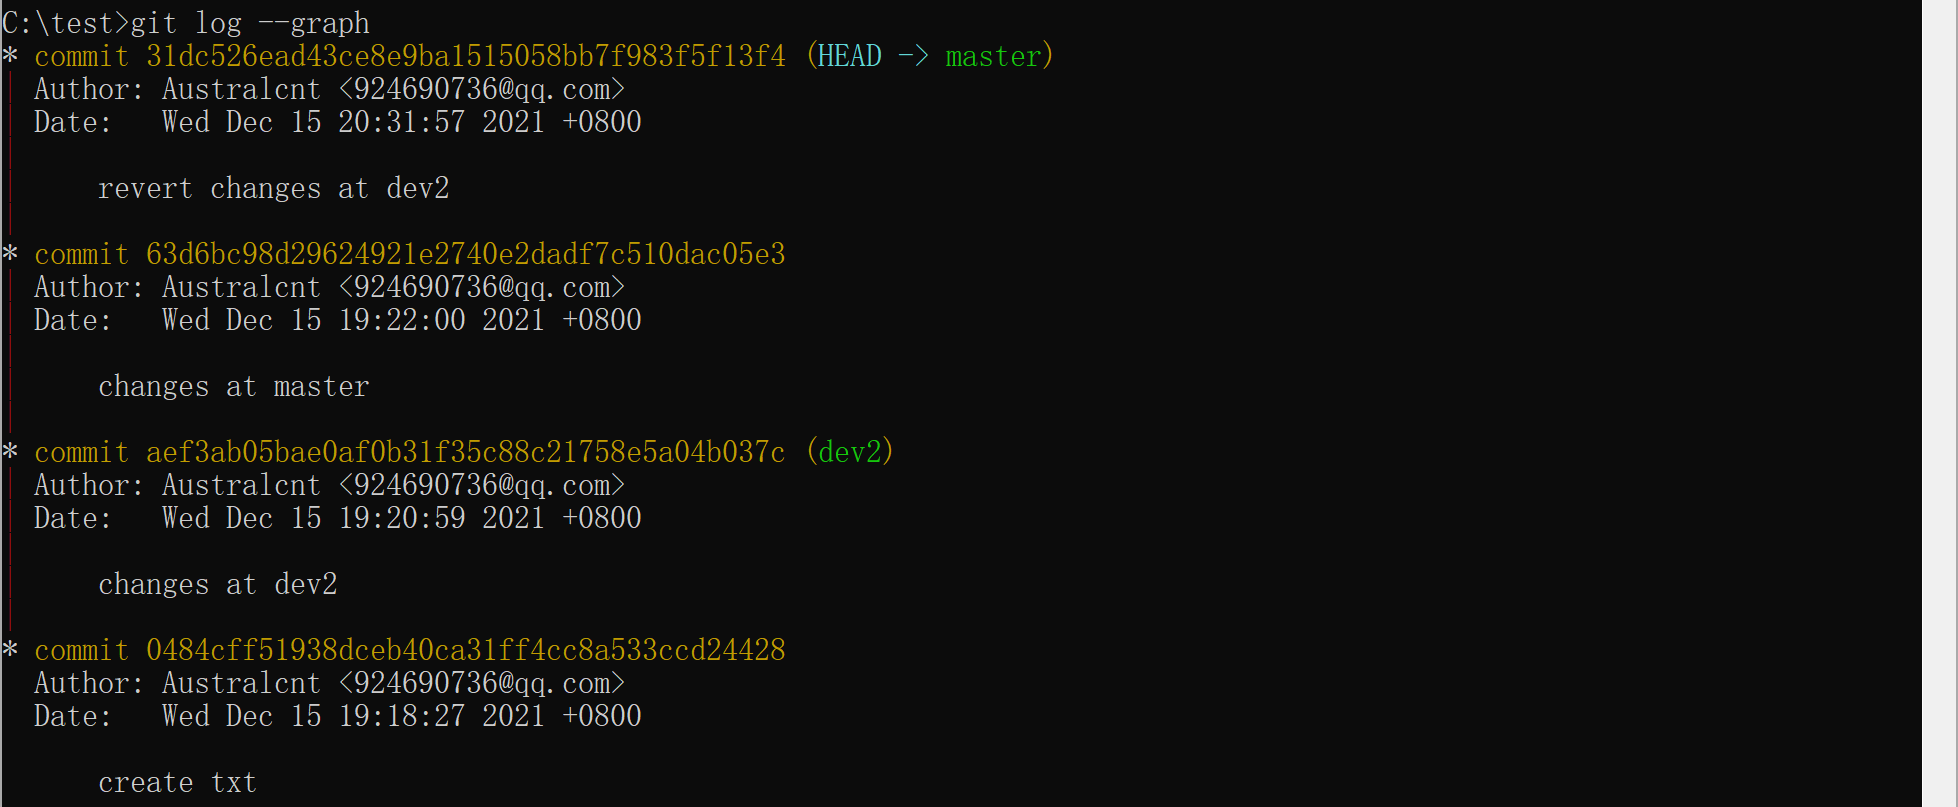 C:\test>git log --graph
* commit 31dc526ead43ce8e9ba1515058bb7f983f5f13f4 (HEAD -> master)
| Author: Australcnt <924690736@qq.com>
| Date:   Wed Dec 15 20:31:57 2021 +0800
|
|     revert changes at dev2
|
* commit 63d6bc98d29624921e2740e2dadf7c510dac05e3
| Author: Australcnt <924690736@qq.com>
| Date:   Wed Dec 15 19:22:00 2021 +0800
|
|     changes at master
|
* commit aef3ab05bae0af0b31f35c88c21758e5a04b037c (dev2)
| Author: Australcnt <924690736@qq.com>
| Date:   Wed Dec 15 19:20:59 2021 +0800
|
|     changes at dev2
|
* commit 0484cff51938dceb40ca31ff4cc8a533ccd24428
  Author: Australcnt <924690736@qq.com>
  Date:   Wed Dec 15 19:18:27 2021 +0800

      create txt